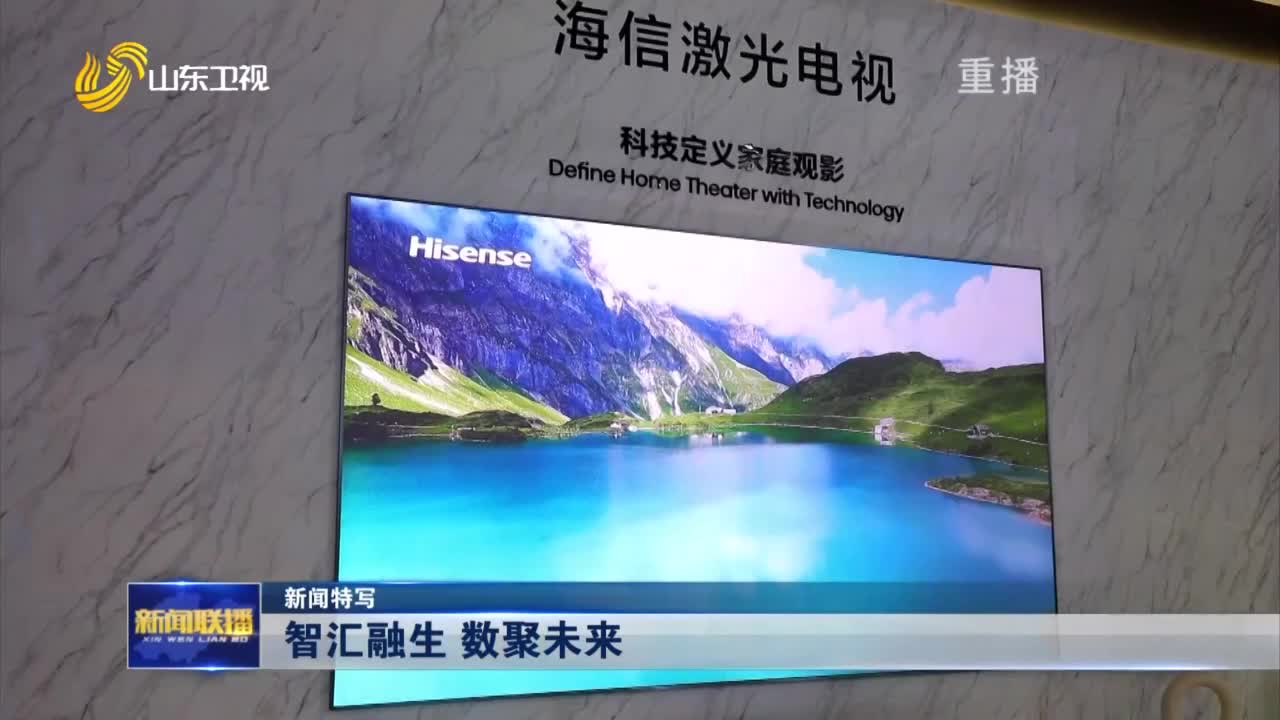 海信激光电视
山东卫视
重播
科技定义家庭观影
Define Home Theater with Technology
Hisense
新闻特写
新闻联播
XIN WEN LIAN BO
智汇融生 数聚未来